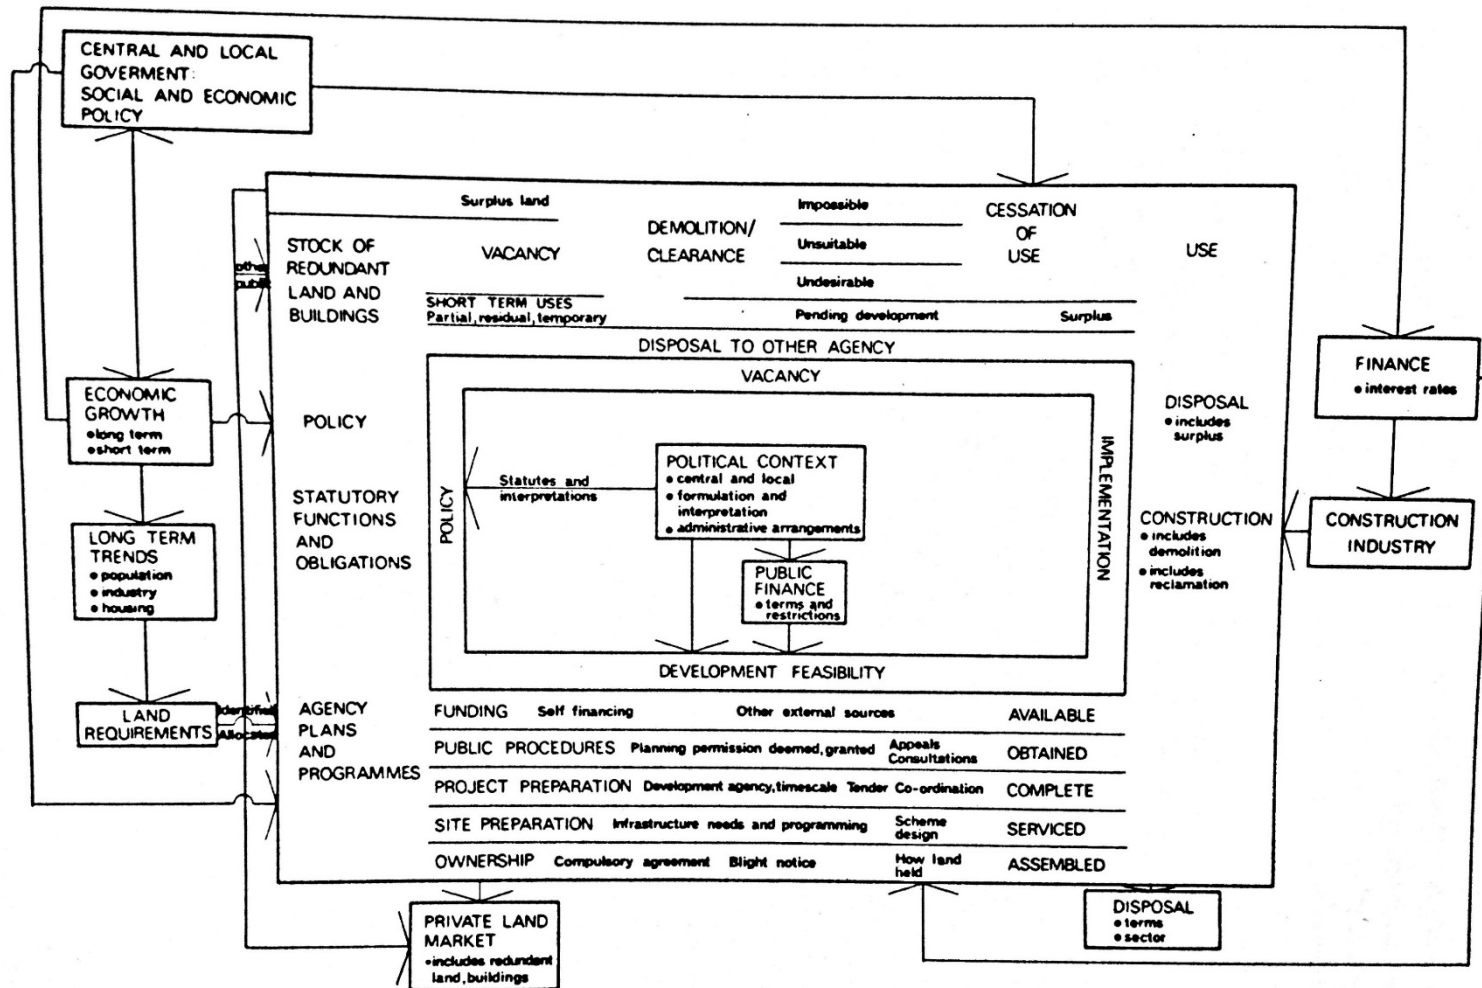 CENTRAL AND LOCAL
GOVERMENT:
SOCIAL AND ECONOMIC
POLICY
Surplus land
STOCK OF
REDUNDANT
LAND AND
BUILDINGS
other
public
VACANCY
DEMOLITION/
CLEARANCE
Impossible
Unsuitable
Undesirable
CESSATION
OF
USE
USE
SHORT TERM USES
Partial, residual, temporary
Pending development
Surplus
DISPOSAL TO OTHER AGENCY
VACANCY
ECONOMIC
GROWTH
• long term
• short term
POLICY
STATUTORY
FUNCTIONS
AND
OBLIGATIONS
POLICY
Statutes and
interpretations
POLITICAL CONTEXT
• central and local
• formulation and
interpretation
• administrative arrangements
PUBLIC
FINANCE
• terms and
restrictions
IMPLEMENTATION
DEVELOPMENT FEASIBILITY
DISPOSAL
• includes
surplus
CONSTRUCTION
• includes
demolition
• includes
reclamation
FINANCE
• interest rates
CONSTRUCTION
INDUSTRY
LONG TERM
TRENDS
• population
• industry
• housing
LAND
REQUIREMENTS
Identified
Allocated
AGENCY
PLANS
AND
PROGRAMMES
FUNDING Self financing Other external sources AVAILABLE
PUBLIC PROCEDURES Planning permission deemed, granted Appeals
Consultations OBTAINED
PROJECT PREPARATION Development agency, timescale Tender Co-ordination COMPLETE
SITE PREPARATION Infrastructure needs and programming Scheme
design SERVICED
OWNERSHIP Compulsory agreement Blight notice How land
held ASSEMBLED
PRIVATE LAND
MARKET
• includes redundant
land, buildings
DISPOSAL
• terms
• sector